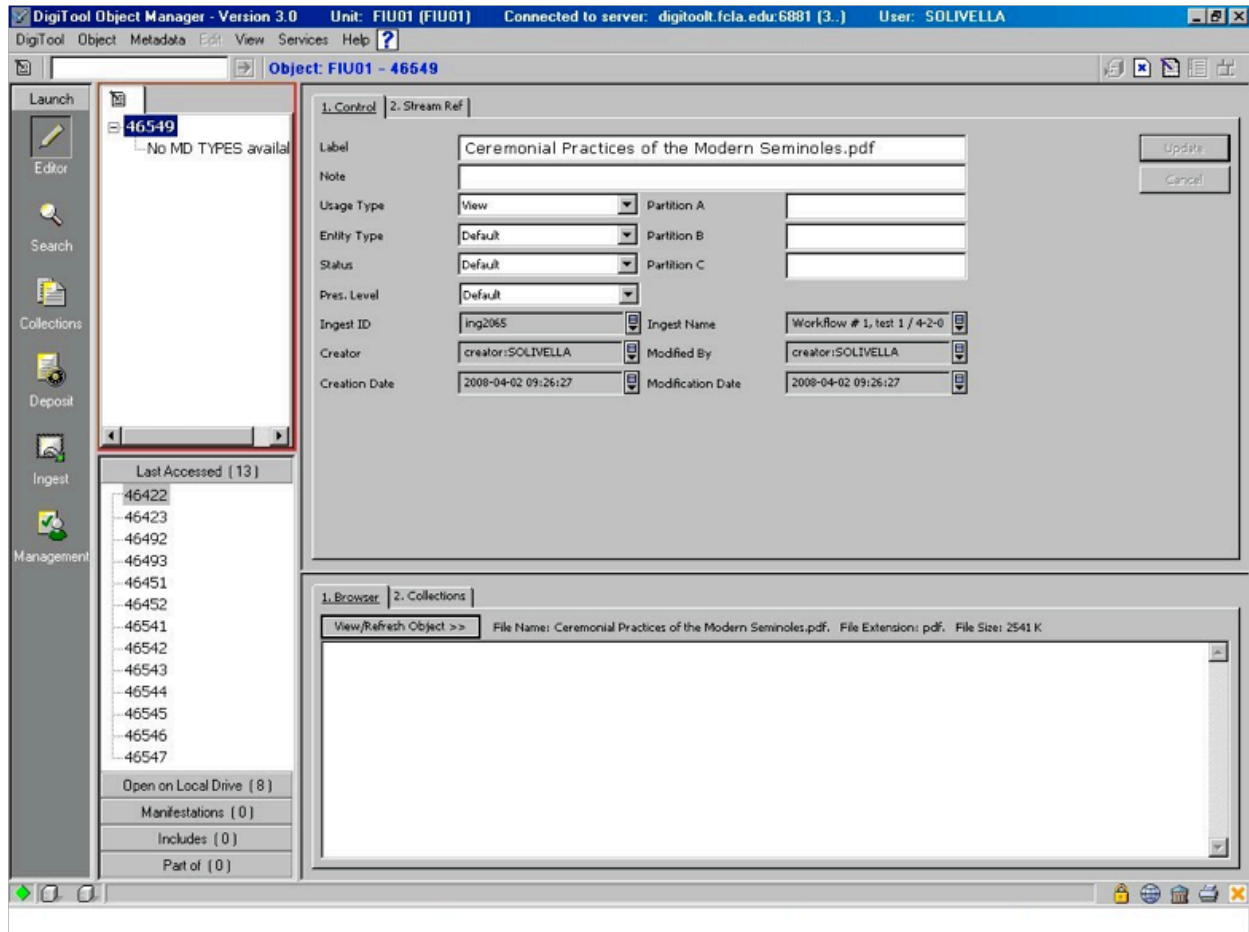 DigiTool Object Manager - Version 3.0 Unit: FIU01 (FIU01) Connected to server: digitoolt.fcla.edu:6881 (3..) User: SOLIVELLA
DigiTool Object Metadata Edit View Services Help ?
Object: FIU01 - 46549
Launch
Editor
Search
Collections
Deposit
Ingest
Management
46549
No MD TYPES availal
Last Accessed (13)
46422
46423
46492
46493
46451
46452
46541
46542
46543
46544
46545
46546
46547
Open on Local Drive (8)
Manifestations (0)
Includes (0)
Part of (0)
1. Control 2. Stream Ref
Label Ceremonial Practices of the Modern Seminoles.pdf Update
Note Cancel
Usage Type View Partition A
Entity Type Default Partition B
Status Default Partition C
Pres. Level Default
Ingest ID ing2065 Ingest Name Workflow # 1, test 1 / 4-2-0
Creator creator:SOLIVELLA Modified By creator:SOLIVELLA
Creation Date 2008-04-02 09:26:27 Modification Date 2008-04-02 09:26:27
1. Browser 2. Collections
View/Refresh Object >> File Name: Ceremonial Practices of the Modern Seminoles.pdf. File Extension: pdf. File Size: 2541 K